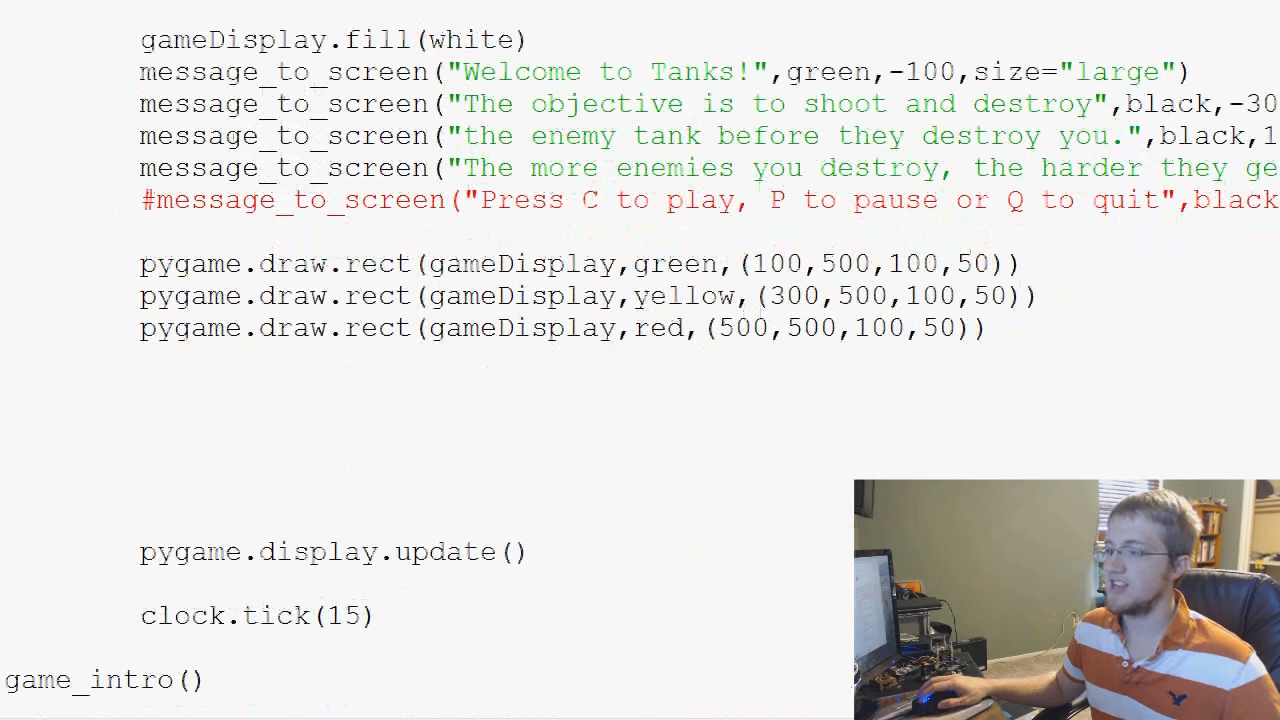 gameDisplay.fill(white)
message_to_screen("Welcome to Tanks!",green,-100,size="large")
message_to_screen("The objective is to shoot and destroy",black,-30
message_to_screen("the enemy tank before they destroy you.",black,1
message_to_screen("The more enemies you destroy, the harder they ge
#message_to_screen("Press C to play, P to pause or Q to quit",black
pygame.draw.rect(gameDisplay,green,(100,500,100,50))
pygame.draw.rect(gameDisplay,yellow,(300,500,100,50))
pygame.draw.rect(gameDisplay,red,(500,500,100,50))
pygame.display.update()
clock.tick(15)
game_intro()